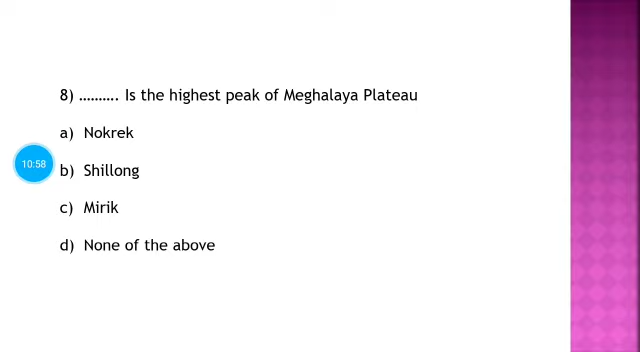 8) ………. Is the highest peak of Meghalaya Plateau
a) Nokrek
10:58
b) Shillong
c) Mirik
d) None of the above